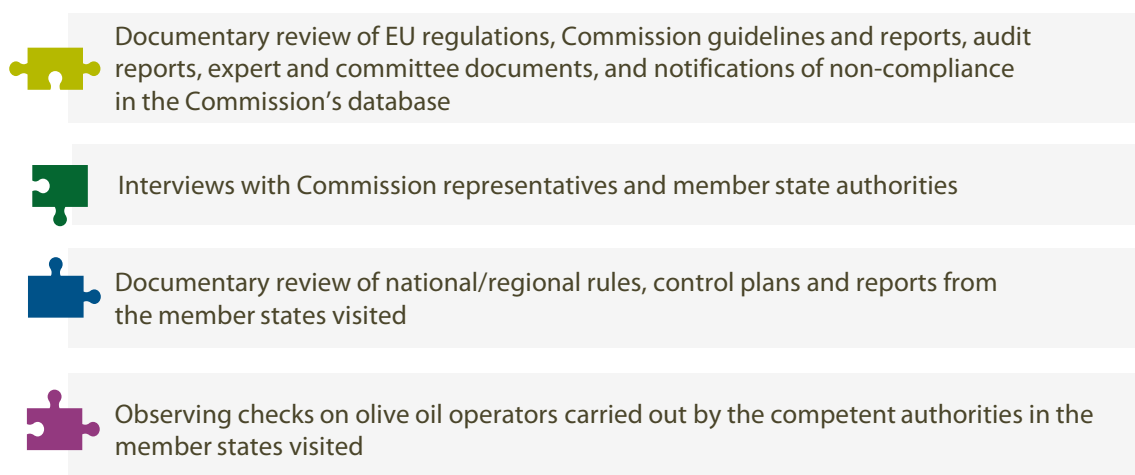 Documentary review of EU regulations, Commission guidelines and reports, audit
reports, expert and committee documents, and notifications of non-compliance
in the Commission’s database
Interviews with Commission representatives and member state authorities
Documentary review of national/regional rules, control plans and reports from
the member states visited
Observing checks on olive oil operators carried out by the competent authorities in the
member states visited